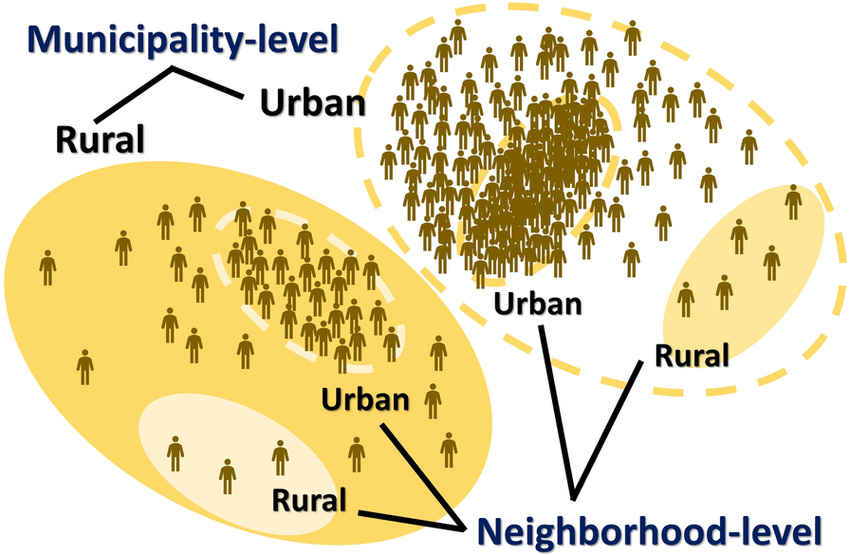 Municipality-level
Urban
Rural
Urban
Rural
Urban
Rural
Neighborhood-level